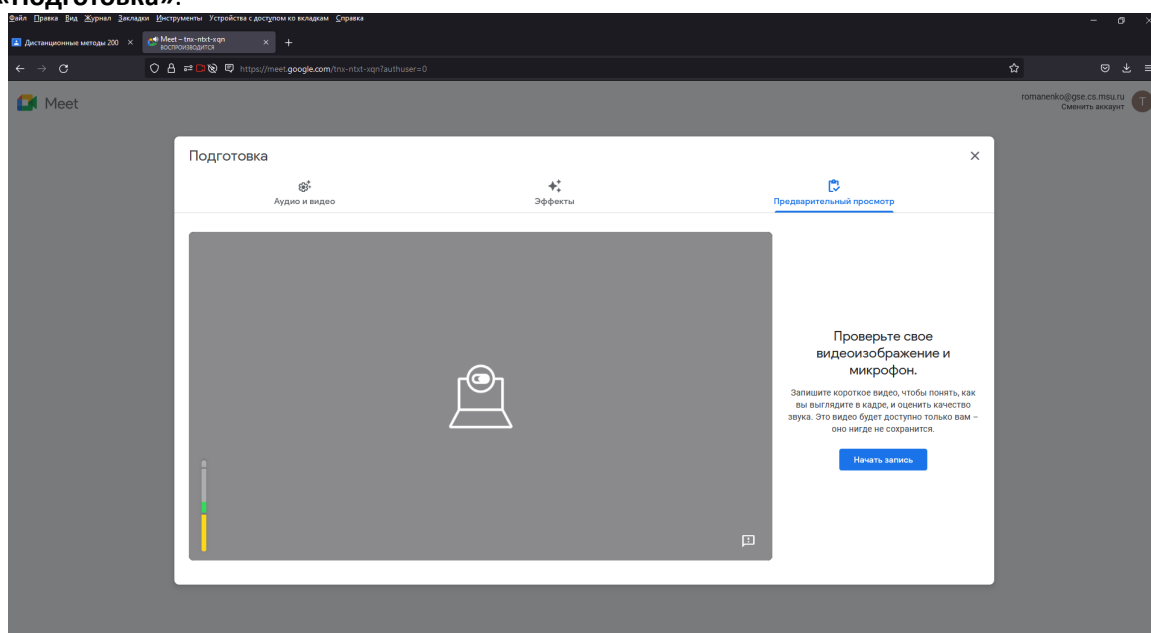 «Подготовка».
Файл Правка Вид Журнал Закладки Инструменты Устройства с доступом ко вкладкам Справка
Дистанционные методы 200
Meet – tnx-ntxt-xqn
ВОСПРОИЗВОДИТСЯ
https://meet.google.com/tnx-ntxt-xqn?authuser=0
Meet
romanenko@gse.cs.msu.ru
Сменить аккаунт
T
Подготовка
Аудио и видео
Эффекты
Предварительный просмотр
Проверьте свое
видеоизображение и
микрофон.
Запишите короткое видео, чтобы понять, как
вы выглядите в кадре, и оценить качество
звука. Это видео будет доступно только вам –
оно нигде не сохранится.
Начать запись